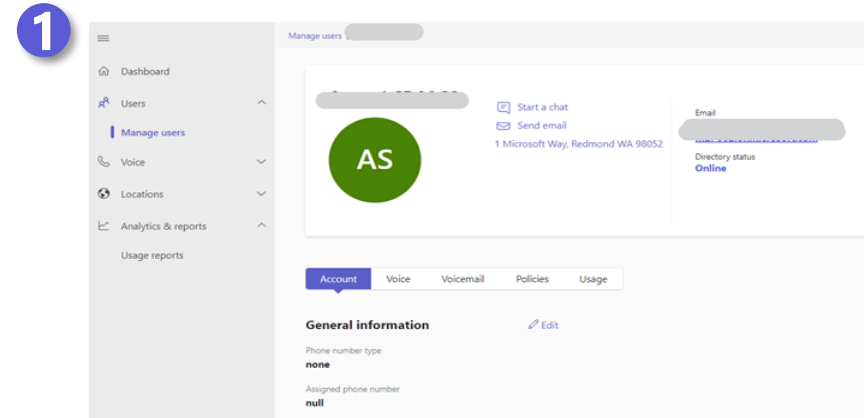 1
Manage users
Dashboard
Users
Manage users
Voice
Locations
Analytics & reports
Usage reports
AS
Start a chat
Send email
1 Microsoft Way, Redmond WA 98052
Email
Directory status
Online
Account Voice Voicemail Policies Usage
General information Edit
Phone number type
none
Assigned phone number
null